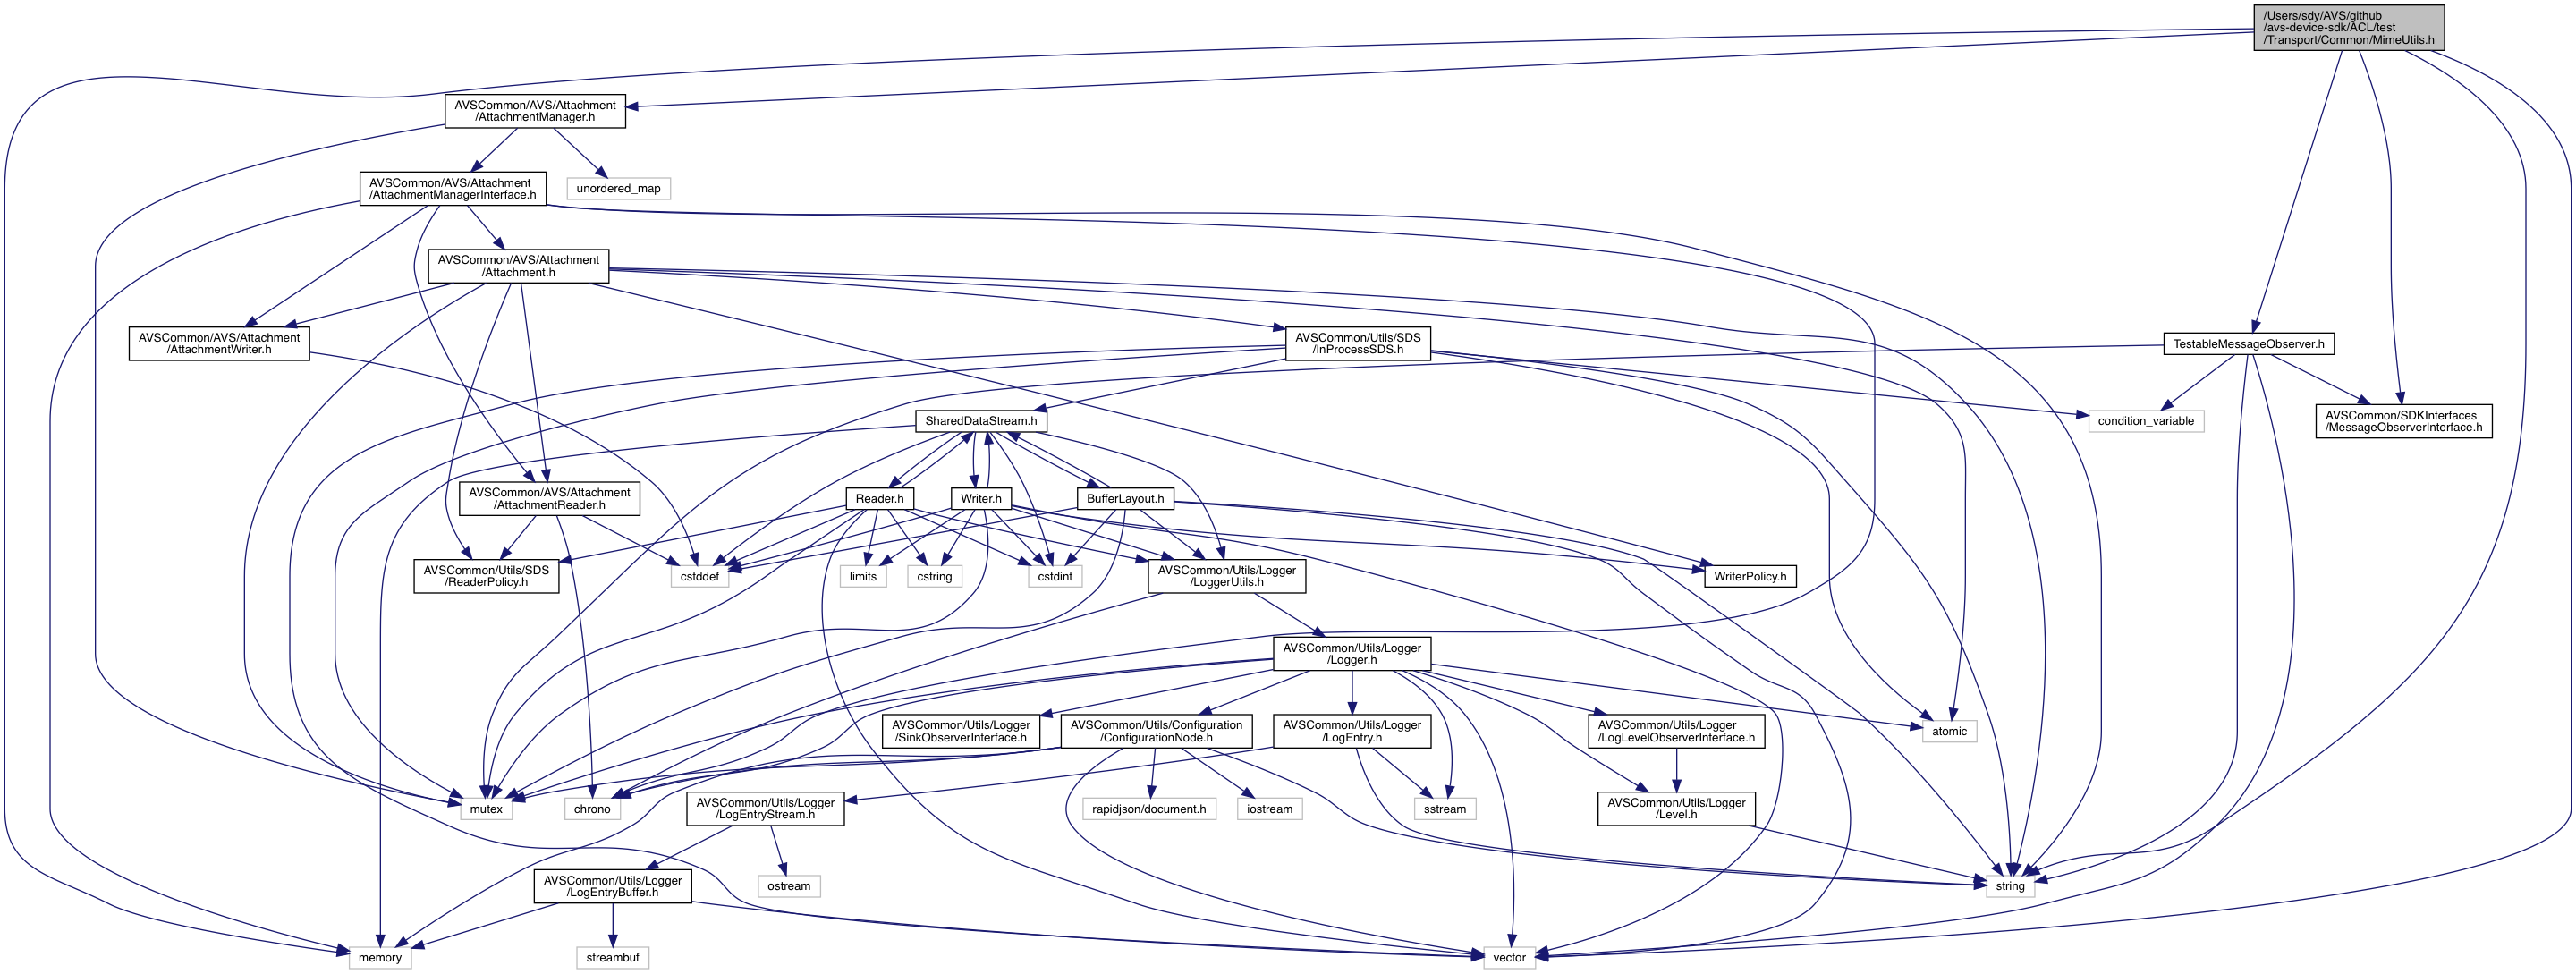 /Users/sdy/AVS/github
/avs-device-sdk/ACL/test
/Transport/Common/MimeUtils.h
AVSCommon/AVS/Attachment
/AttachmentManager.h
AVSCommon/AVS/Attachment
/AttachmentManagerInterface.h
unordered_map
AVSCommon/AVS/Attachment
/Attachment.h
AVSCommon/AVS/Attachment
/AttachmentWriter.h
AVSCommon/Utils/SDS
/InProcessSDS.h
TestableMessageObserver.h
SharedDataStream.h
condition_variable
AVSCommon/SDKInterfaces
/MessageObserverInterface.h
AVSCommon/AVS/Attachment
/AttachmentReader.h
Reader.h
Writer.h
BufferLayout.h
AVSCommon/Utils/SDS
/ReaderPolicy.h
cstddef
limits
cstring
cstdint
AVSCommon/Utils/Logger
/LoggerUtils.h
WriterPolicy.h
AVSCommon/Utils/Logger
/Logger.h
AVSCommon/Utils/Logger
/SinkObserverInterface.h
AVSCommon/Utils/Configuration
/ConfigurationNode.h
AVSCommon/Utils/Logger
/LogEntry.h
AVSCommon/Utils/Logger
/LogLevelObserverInterface.h
atomic
mutex
chrono
AVSCommon/Utils/Logger
/LogEntryStream.h
rapidjson/document.h
iostream
sstream
AVSCommon/Utils/Logger
/Level.h
AVSCommon/Utils/Logger
/LogEntryBuffer.h
ostream
string
memory
streambuf
vector